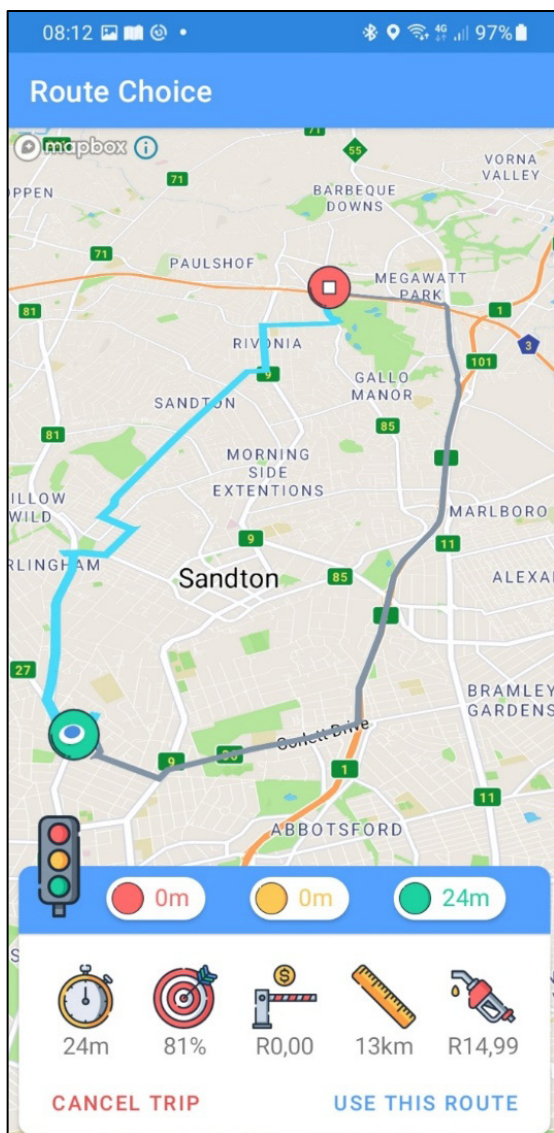 08:12
4G
97%
Route Choice
mapbox
71
55
VORNA
VALLEY
OPPEN
71
BARBEQUE
DOWNS
71
PAULSHOF
MEGAWATT
PARK
81
1
RIVONIA
3
9
101
SANDTON
GALLO
MANOR
81
85
MORNING
SIDE
EXTENTIONS
ILLOW
WILD
MARLBORO
9
11
RLINGHAM
Sandton
85
ALEXA
27
BRAMLEY
GARDENS
Corlett Drive
9
1
11
ABBOTSFORD
0m
0m
24m
S
24m
81%
R0,00
13km
R14,99
CANCEL TRIP
USE THIS ROUTE